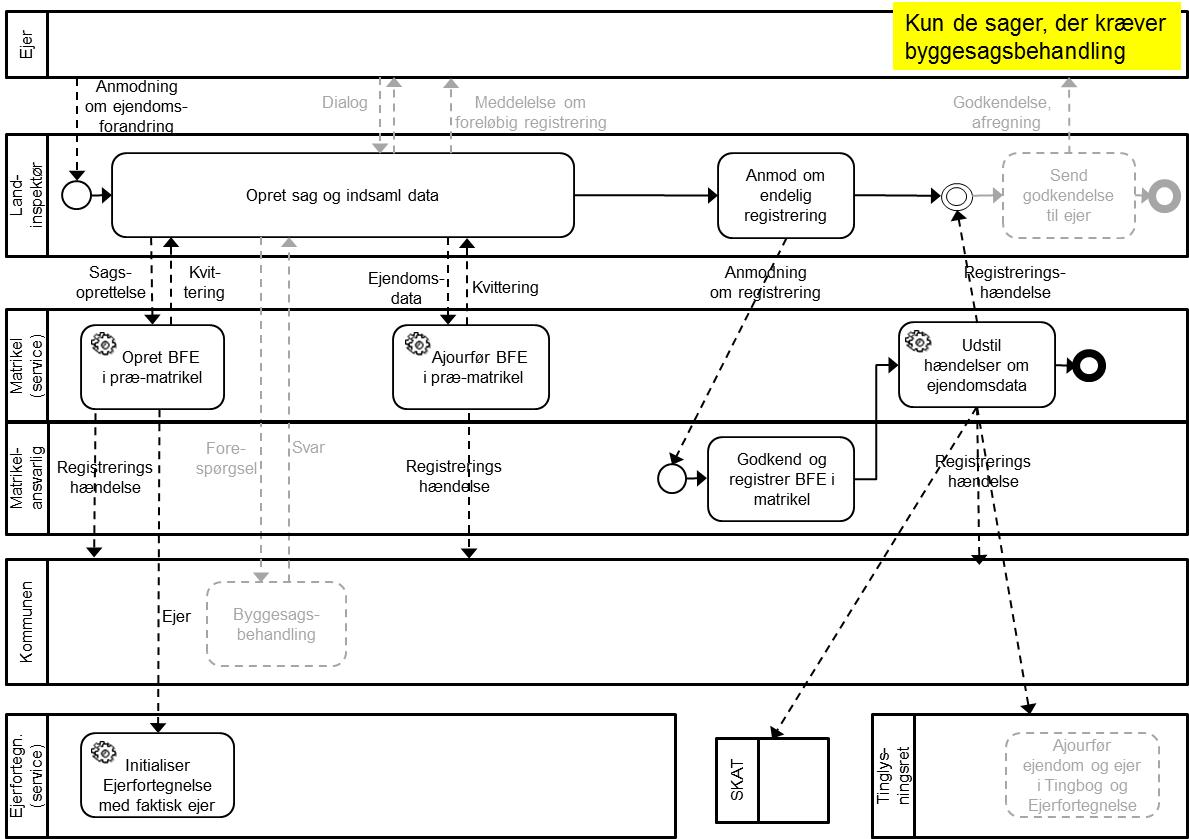 Kun de sager, der kræver
byggesagsbehandling
Ejer
Anmodning
om ejendoms-
forandring
Dialog
Meddelelse om
foreløbig registrering
Godkendelse,
afregning
Land-
inspektør
Opret sag og indsaml data
Anmod om
endelig
registrering
Send
godkendelse
til ejer
Sags-
oprettelse
Kvit-
tering
Ejendoms-
data
Kvittering
Anmodning
om registrering
Registrerings-
hændelse
Matrikel
(service)
Opret BFE
i præ-matrikel
Ajourfør BFE
i præ-matrikel
Udstil
hændelser om
ejendomsdata
Matrikel-
ansvarlig
Registrerings
hændelse
Fore-
spørgsel
Svar
Registrerings
hændelse
Godkend og
registrer BFE i
matrikel
Registrerings
hændelse
Kommunen
Ejer
Byggesags-
behandling
Ejerfortegn.
(service)
Initialiser
Ejerfortegnelse
med faktisk ejer
SKAT
Tinglys-
ningsret
Ajourfør
ejendom og ejer
i Tingbog og
Ejerfortegnelse